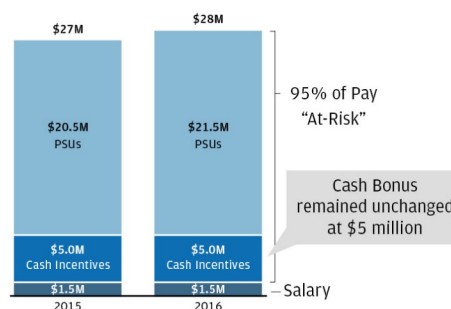 $27M
$28M
$20.5M
PSUs
$21.5M
PSUs
95% of Pay
“At-Risk”
Cash Bonus
remained unchanged
at $5 million
$5.0M
Cash Incentives
$5.0M
Cash Incentives
$1.5M
$1.5M
Salary
2015
2016